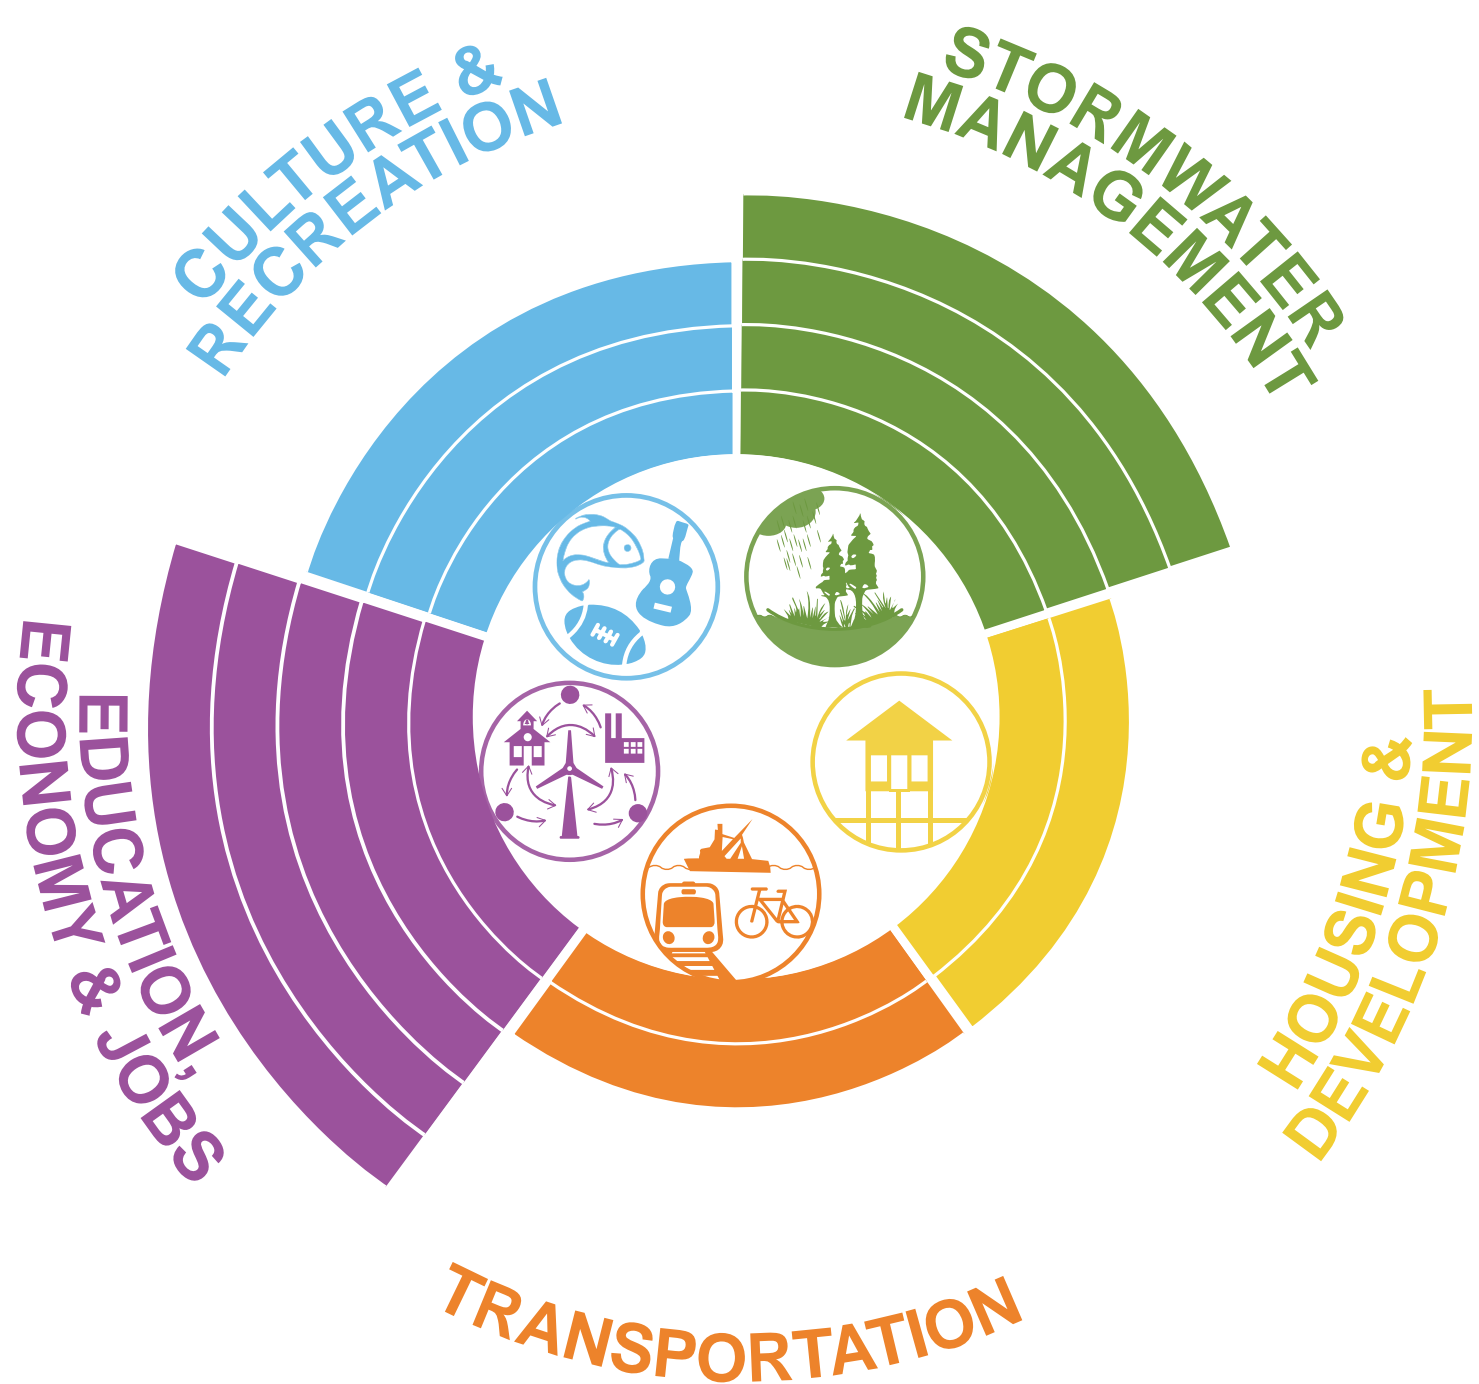 CULTURE &
RECREATION
STORMWATER
MANAGEMENT
HOUSING &
DEVELOPMENT
TRANSPORTATION
EDUCATION,
ECONOMY & JOBS